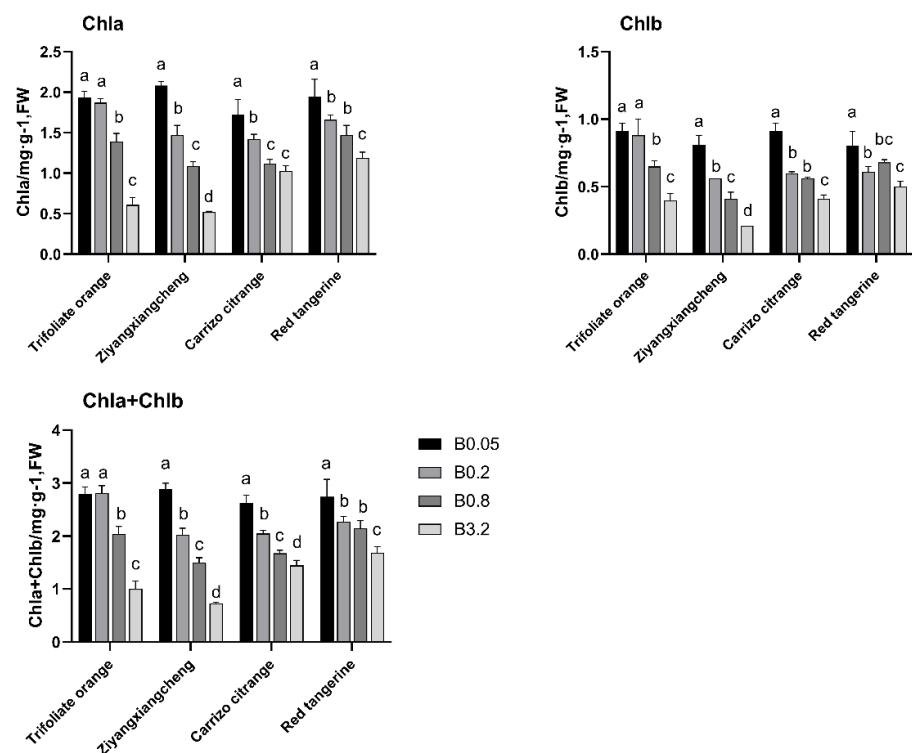 Chla
Chla/mg·g-1,FW
2.5
2.0
1.5
1.0
0.5
0.0
a a b c
a b c d
a b c c
a b b c
Trifoliate orange
Ziyangxiangcheng
Carrizo citrange
Red tangerine
Chlb
Chlb/mg·g-1,FW
1.5
1.0
0.5
0.0
a a b c
a b c d
a b b c
a b bc c
Trifoliate orange
Ziyangxiangcheng
Carrizo citrange
Red tangerine
Chla+Chlb
Chla+Chlb/mg·g-1,FW
4
3
2
1
0
a a b c
a b c d
a b c d
a b b c
Trifoliate orange
Ziyangxiangcheng
Carrizo citrange
Red tangerine
B0.05
B0.2
B0.8
B3.2